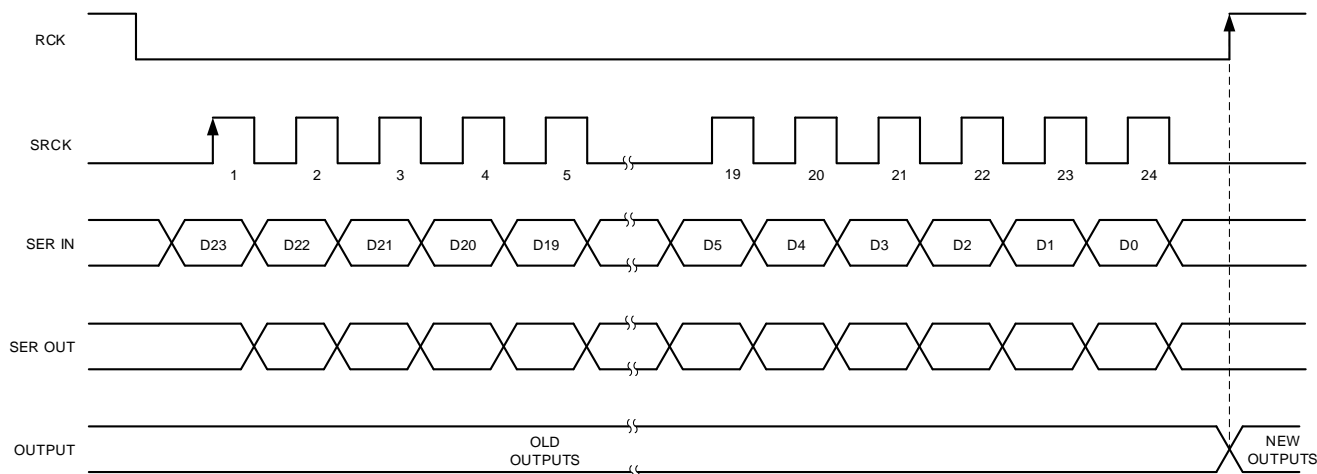 RCK
SRCK
1 2 3 4 5 19 20 21 22 23 24
SER IN
D23 D22 D21 D20 D19 D5 D4 D3 D2 D1 D0
SER OUT
OUTPUT
OLD
OUTPUTS
NEW
OUTPUTS